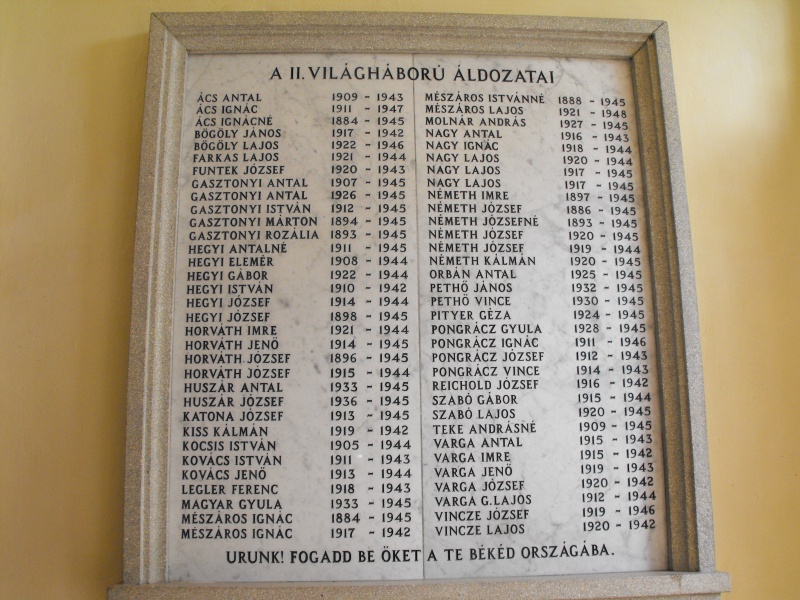 A II. VILÁGHÁBORÚ ÁLDOZATAI
ÁCS ANTAL 1909 - 1943
ÁCS IGNÁC 1911 - 1947
ÁCS IGNÁCNÉ 1884 - 1945
BÖGÖLY JÁNOS 1917 - 1942
BÖGÖLY LAJOS 1922 - 1946
FARKAS LAJOS 1921 - 1944
FUNTEK JÓZSEF 1920 - 1943
GASZTONYI ANTAL 1907 - 1945
GASZTONYI ANTAL 1926 - 1945
GASZTONYI ISTVÁN 1912 - 1945
GASZTONYI MÁRTON 1894 - 1945
GASZTONYI ROZÁLIA 1893 - 1945
HEGYI ANTALNÉ 1911 - 1945
HEGYI ELEMÉR 1908 - 1944
HEGYI GÁBOR 1922 - 1944
HEGYI ISTVÁN 1910 - 1942
HEGYI JÓZSEF 1914 - 1944
HEGYI JÓZSEF 1898 - 1945
HORVÁTH IMRE 1921 - 1944
HORVÁTH JENŐ 1914 - 1945
HORVÁTH JÓZSEF 1896 - 1945
HORVÁTH JÓZSEF 1915 - 1944
HUSZÁR ANTAL 1933 - 1945
HUSZÁR JÓZSEF 1936 - 1945
KATONA JÓZSEF 1913 - 1945
KISS KÁLMÁN 1919 - 1942
KOCSIS ISTVÁN 1905 - 1944
KOVÁCS ISTVÁN 1911 - 1943
KOVÁCS JENŐ 1913 - 1944
LEGLER FERENC 1918 - 1943
MAGYAR GYULA 1933 - 1945
MÉSZÁROS IGNÁC 1884 - 1945
MÉSZÁROS IGNÁC 1917 - 1942
MÉSZÁROS ISTVÁNNÉ 1888 - 1945
MÉSZÁROS LAJOS 1921 - 1948
MOLNÁR ANDRÁS 1927 - 1945
NAGY ANTAL 1916 - 1943
NAGY IGNÁC 1918 - 1944
NAGY LAJOS 1920 - 1944
NAGY LAJOS 1917 - 1945
NAGY LAJOS 1917 - 1945
NÉMETH IMRE 1897 - 1945
NÉMETH JÓZSEF 1886 - 1945
NÉMETH JÓZSEFNÉ 1893 - 1945
NÉMETH JÓZSEF 1920 - 1945
NÉMETH JÓZSEF 1919 - 1944
NÉMETH KÁLMÁN 1920 - 1945
ORBÁN ANTAL 1925 - 1945
PETHŐ JÁNOS 1932 - 1945
PETHŐ VINCE 1930 - 1945
PITYER GÉZA 1924 - 1945
PONGRÁCZ GYULA 1928 - 1945
PONGRÁCZ IGNÁC 1911 - 1946
PONGRÁCZ JÓZSEF 1912 - 1943
PONGRÁCZ VINCE 1914 - 1943
REICHOLD JÓZSEF 1916 - 1942
SZABÓ GÁBOR 1915 - 1944
SZABÓ LAJOS 1920 - 1945
TEKE ANDRÁSNÉ 1909 - 1945
VARGA ANTAL 1915 - 1943
VARGA IMRE 1915 - 1942
VARGA JENŐ 1919 - 1943
VARGA JÓZSEF 1920 - 1942
VARGA G. LAJOS 1912 - 1944
VINCZE JÓZSEF 1919 - 1946
VINCZE LAJOS 1920 - 1942
URUNK! FOGADD BE ŐKET A TE BÉKÉD ORSZÁGÁBA.